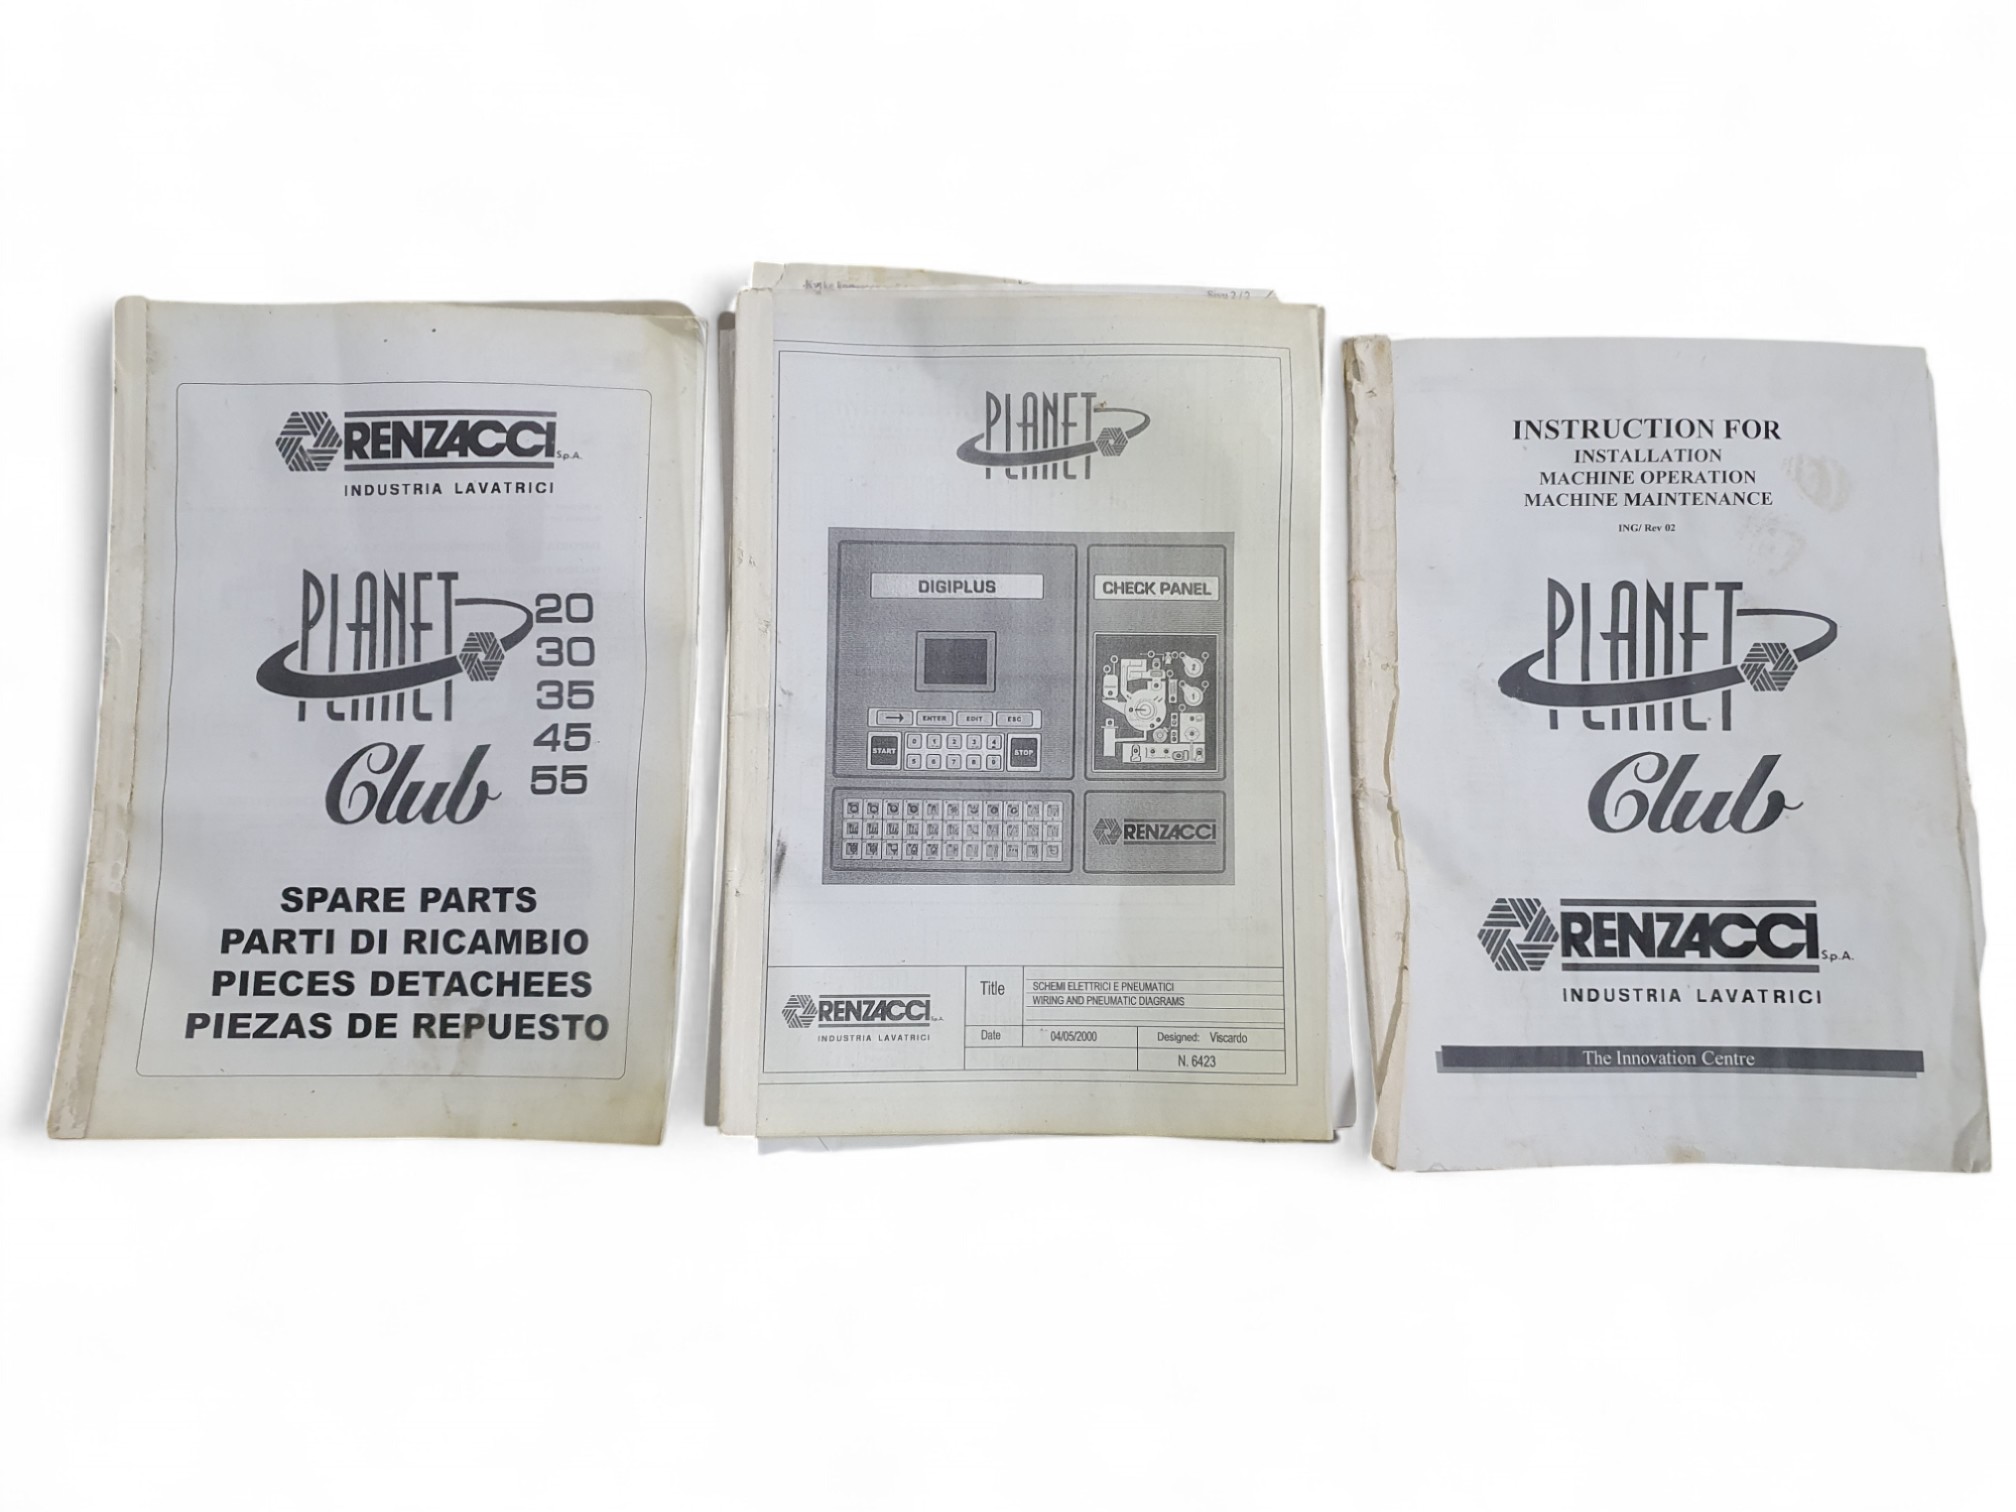 RENZACCI S.p.A.
INDUSTRIA LAVATRICI
PLANET
20
30
35
45
55
Club
SPARE PARTS
PARTI DI RICAMBIO
PIECES DETACHEES
PIEZAS DE REPUESTO
PLANET
DIGIPLUS
CHECK PANEL
ENTER EDIT ESC
START
0 1 2 3 4
5 6 7 8 9
STOP
RENZACCI
RENZACCI S.p.A.
INDUSTRIA LAVATRICI
Title
SCHEMI ELETTRICI E PNEUMATICI
WIRING AND PNEUMATIC DIAGRAMS
Date 04/05/2000 Designed: Viscardo
N. 6423
INSTRUCTION FOR
INSTALLATION
MACHINE OPERATION
MACHINE MAINTENANCE
ING/ Rev 02
PLANET
Club
RENZACCI S.p.A.
INDUSTRIA LAVATRICI
The Innovation Centre